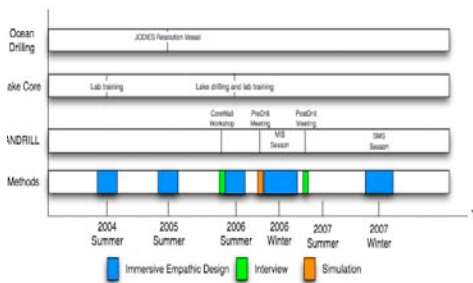 Ocean
Drilling
JOIDES Resolution Vessel
ake Core
Lab training
Lake drilling and lab training
CoreWall
Workshop
PreDrill
Meeting
PostDrill
Meeting
ANDRILL
MIS
Season
SMS
Season
Methods
2004
Summer
2005
Summer
2006
Summer
2006
Winter
2007
Summer
2007
Winter
Immersive Empathic Design
Interview
Simulation